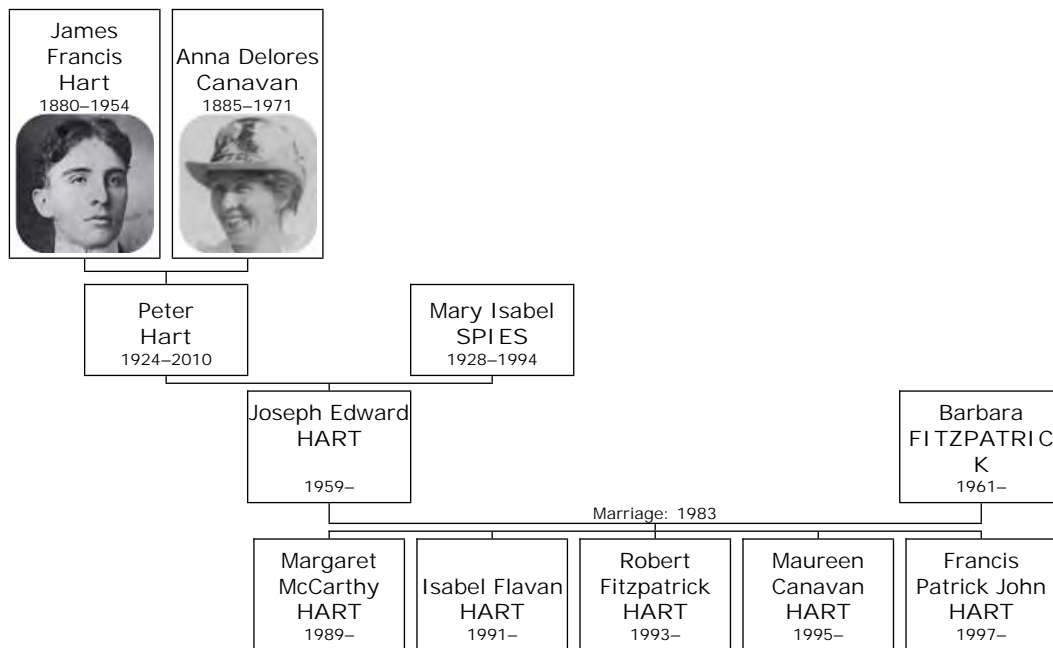 James
Francis
Hart
1880–1954
Anna Delores
Canavan
1885–1971
Peter
Hart
1924–2010
Mary Isabel
SPIES
1928–1994
Joseph Edward
HART
1959–
Barbara
FITZPATRIC
K
1961–
Marriage: 1983
Margaret
McCarthy
HART
1989–
Isabel Flavan
HART
1991–
Robert
Fitzpatrick
HART
1993–
Maureen
Canavan
HART
1995–
Francis
Patrick John
HART
1997–